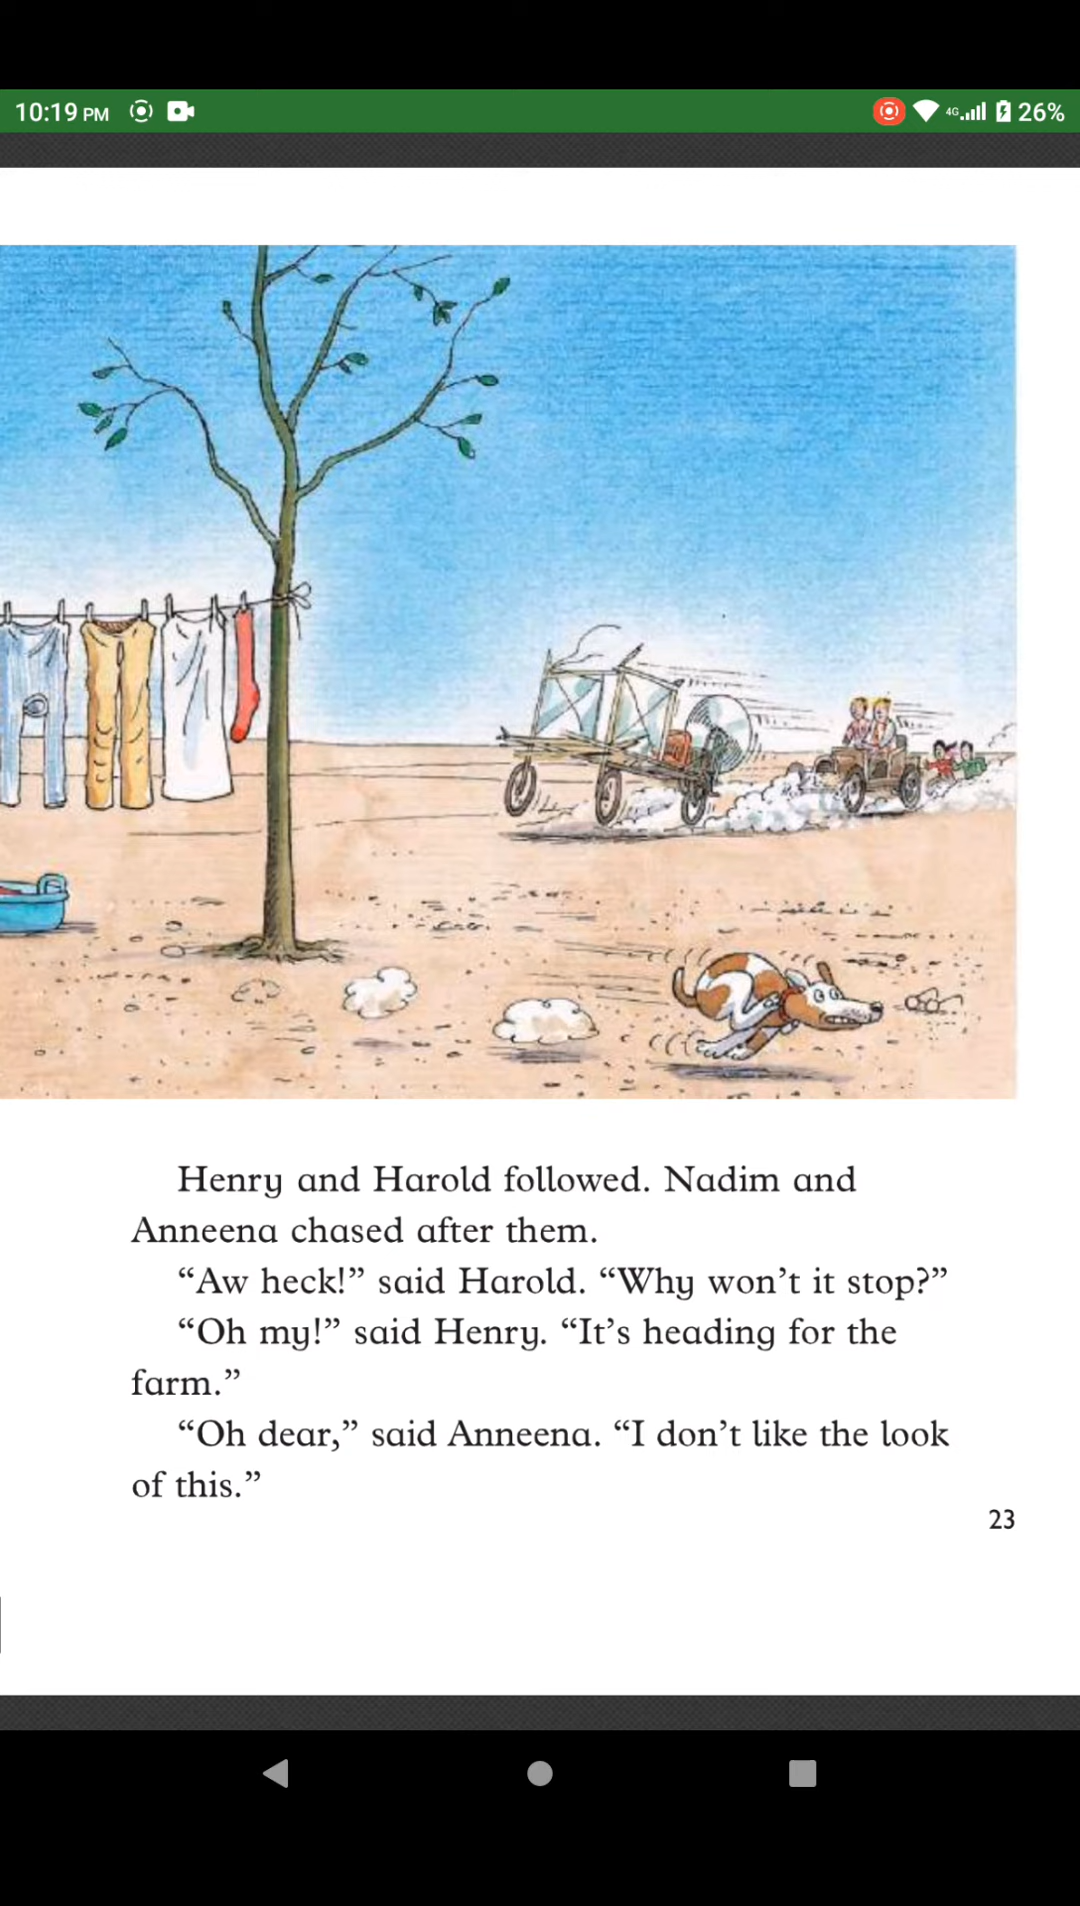 10:19 PM
4G 26%
Henry and Harold followed. Nadim and
Anneena chased after them.
“Aw heck!” said Harold. “Why won’t it stop?”
“Oh my!” said Henry. “It’s heading for the
farm.”
“Oh dear,” said Anneena. “I don’t like the look
of this.”
23